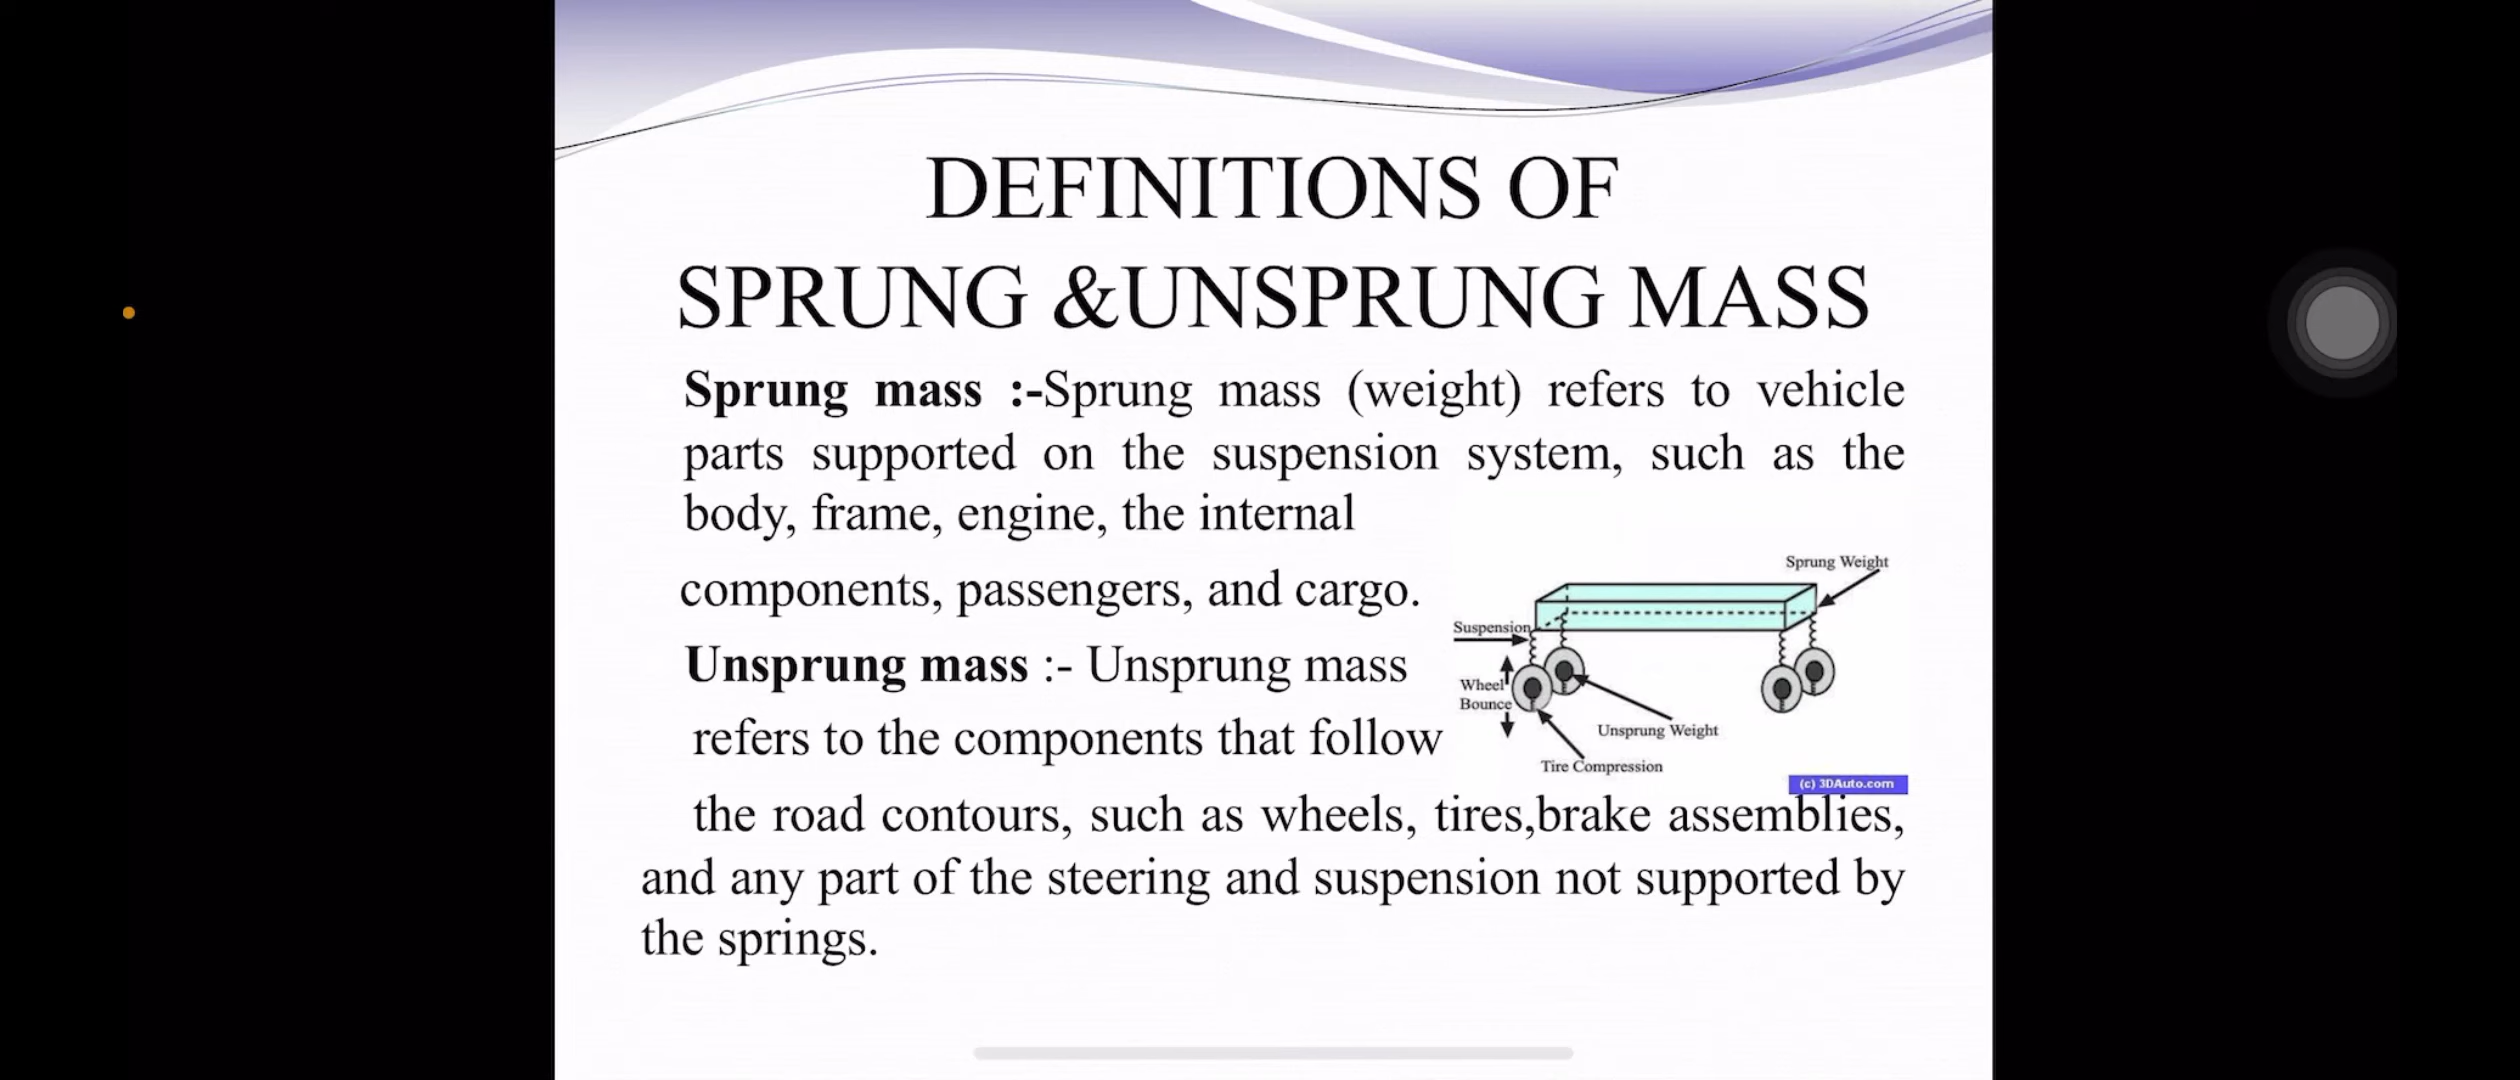 DEFINITIONS OF
SPRUNG &UNSPRUNG MASS
Sprung mass :-Sprung mass (weight) refers to vehicle
parts supported on the suspension system, such as the
body, frame, engine, the internal
components, passengers, and cargo.
Unsprung mass :- Unsprung mass
refers to the components that follow
the road contours, such as wheels, tires,brake assemblies,
and any part of the steering and suspension not supported by
the springs.
Sprung Weight
Suspension
Wheel
Bounce
Unsprung Weight
Tire Compression
(c) 3DAuto.com